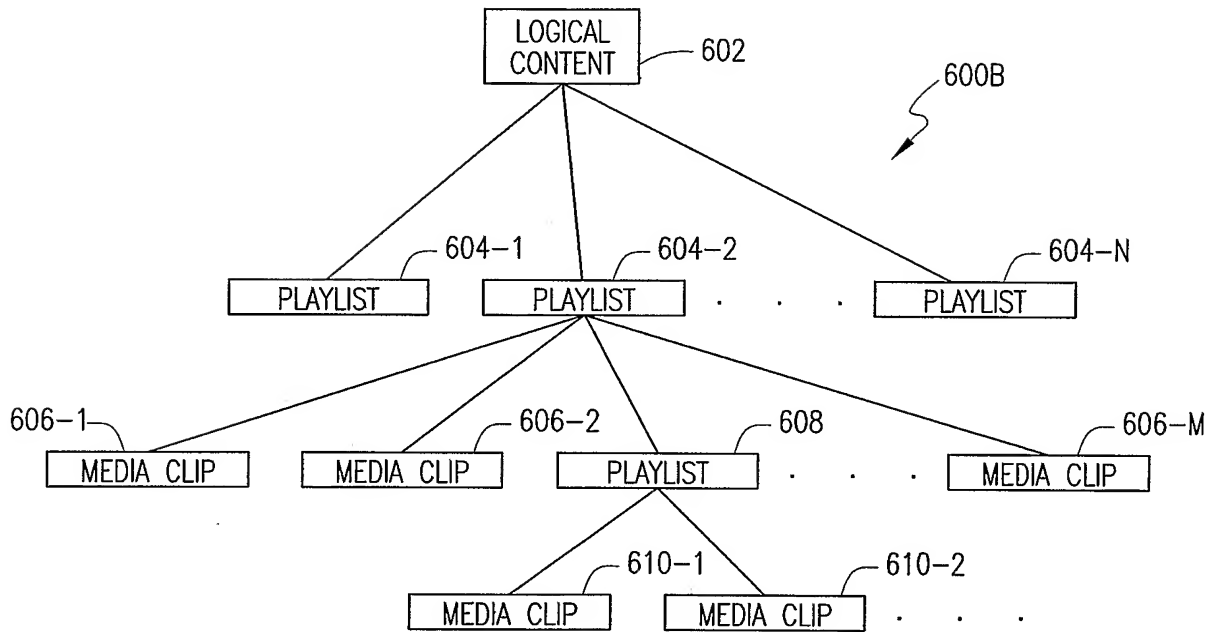 LOGICAL
CONTENT
602
600B
604-1
604-2
604-N
PLAYLIST
PLAYLIST
. . .
PLAYLIST
606-1
606-2
608
606-M
MEDIA CLIP
MEDIA CLIP
PLAYLIST
. . .
MEDIA CLIP
610-1
610-2
MEDIA CLIP
MEDIA CLIP
. . .